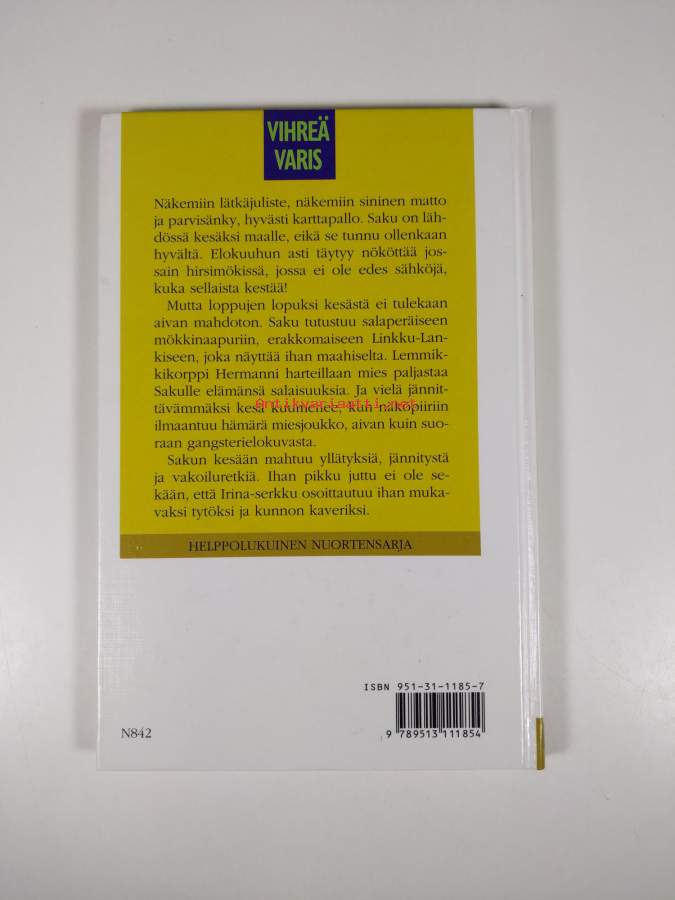 VIHREÄ
VARIS
Näkemiin lätkäjuliste, näkemiin sininen matto
ja parvisänky, hyvästi karttapallo. Saku on läh-
dössä kesäksi maalle, eikä se tunnu ollenkaan
hyvältä. Elokuuhun asti täytyy nököttää jos-
sain hirsimökissä, jossa ei ole edes sähköjä,
kuka sellaista kestää!
Mutta loppujen lopuksi kesästä ei tulekaan
aivan mahdoton. Saku tutustuu salaperäiseen
mökkinaapuriin, erakkomaiseen Linkku-Lan-
kiseen, joka näyttää ihan maahiselta. Lemmik-
kikorppi Hermanni harteillaan mies paljastaa
Sakulle elämänsä salaisuuksia. Ja vielä jännit-
tävämmäksi kesä kuumenee, kun näköpiiriin
Antikvariaatti.net
ilmaantuu hämärä miesjoukko, aivan kuin suo-
raan gangsterielokuvasta.
Sakun kesään mahtuu yllätyksiä, jännitystä
ja vakoiluretkiä. Ihan pikku juttu ei ole se-
kään, että Irina-serkku osoittautuu ihan muka-
vaksi tytöksi ja kunnon kaveriksi.
HELPPOLUKUINEN NUORTENSARJA
ISBN 951-31-1185-7
9 789513 111854
N842